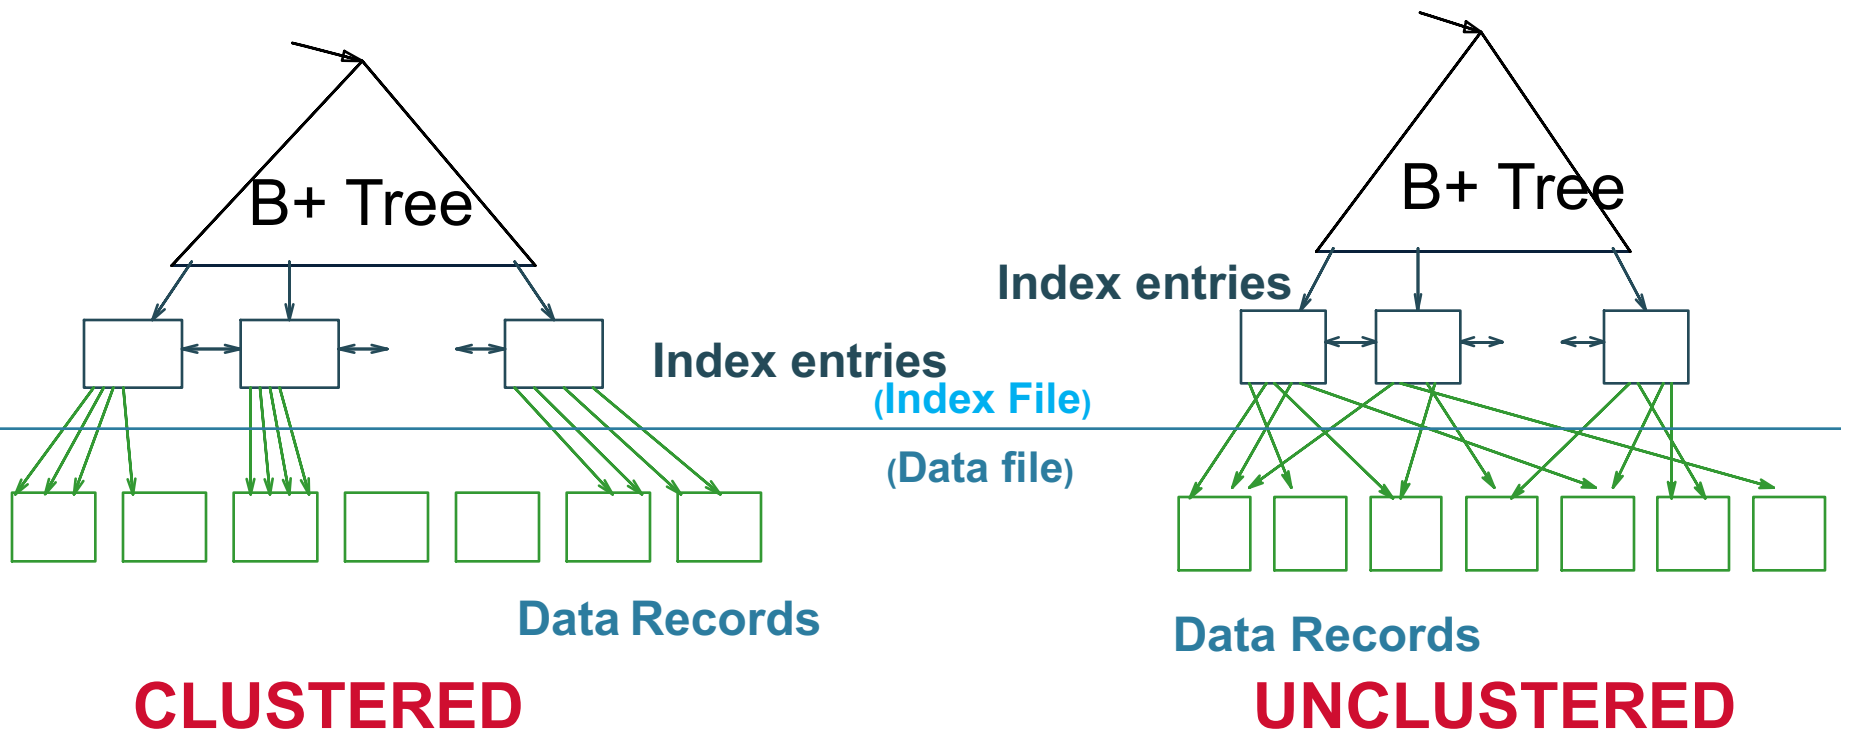 B+ Tree
B+ Tree
Index entries
Index entries
(Index File)
(Data file)
Data Records
Data Records
CLUSTERED
UNCLUSTERED